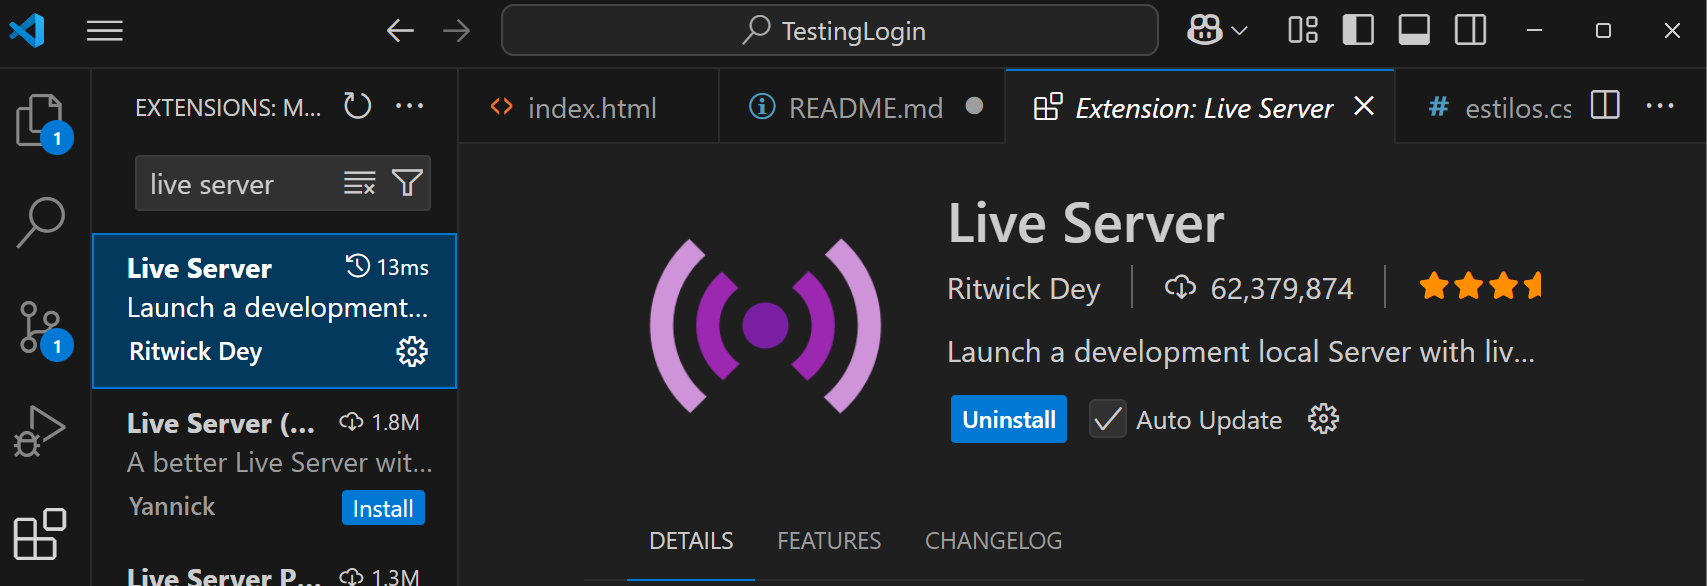 TestingLogin
EXTENSIONS: M...
index.html
README.md
Extension: Live Server
estilos.cs
1
live server
Live Server
13ms
Launch a development...
Ritwick Dey
1
Live Server (...
1.8M
A better Live Server wit...
Yannick
Install
Live Server P...
1.3M
Live Server
Ritwick Dey
62,379,874
Launch a development local Server with liv...
Uninstall
Auto Update
DETAILS
FEATURES
CHANGELOG